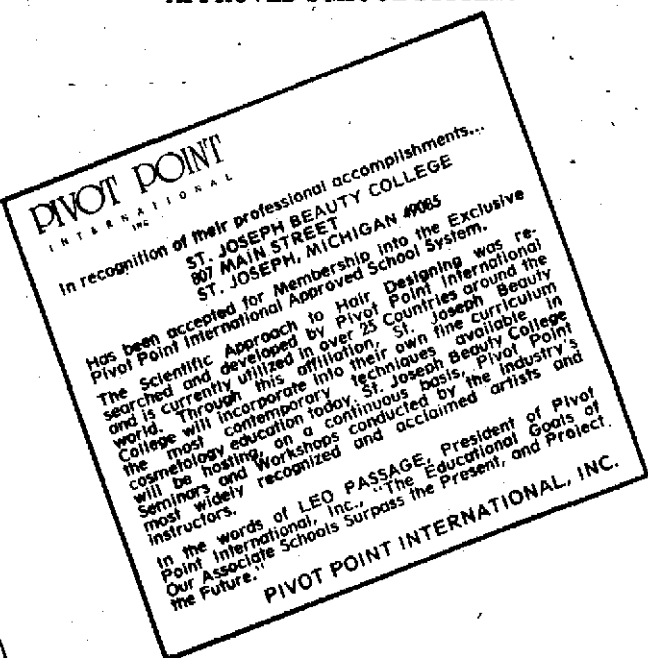 PIVOT POINT
INTERNATIONAL
INC
In recognition of their professional accomplishments...
ST. JOSEPH BEAUTY COLLEGE
807 MAIN STREET
ST. JOSEPH, MICHIGAN 49085
Has been accepted for Membership into the Exclusive
Pivot Point International Approved School System.
The Scientific Approach to Hair Designing was re-
searched and developed by Pivot Point International
and is currently utilized in over 25 Countries around the
world. Through this affiliation, St. Joseph Beauty
College will incorporate into their own fine curriculum
the most contemporary techniques available in
cosmetology education today. St. Joseph Beauty College
will be hosting, on a continuous basis, Pivot Point
Seminars and Workshops conducted by the industry's
most widely recognized and acclaimed artists and
instructors.
In the words of LEO PASSAGE, President of Pivot
Point International, Inc., "The Educational Goals of
Our Associate Schools Surpass the Present, and Project
the Future."
PIVOT POINT INTERNATIONAL, INC.